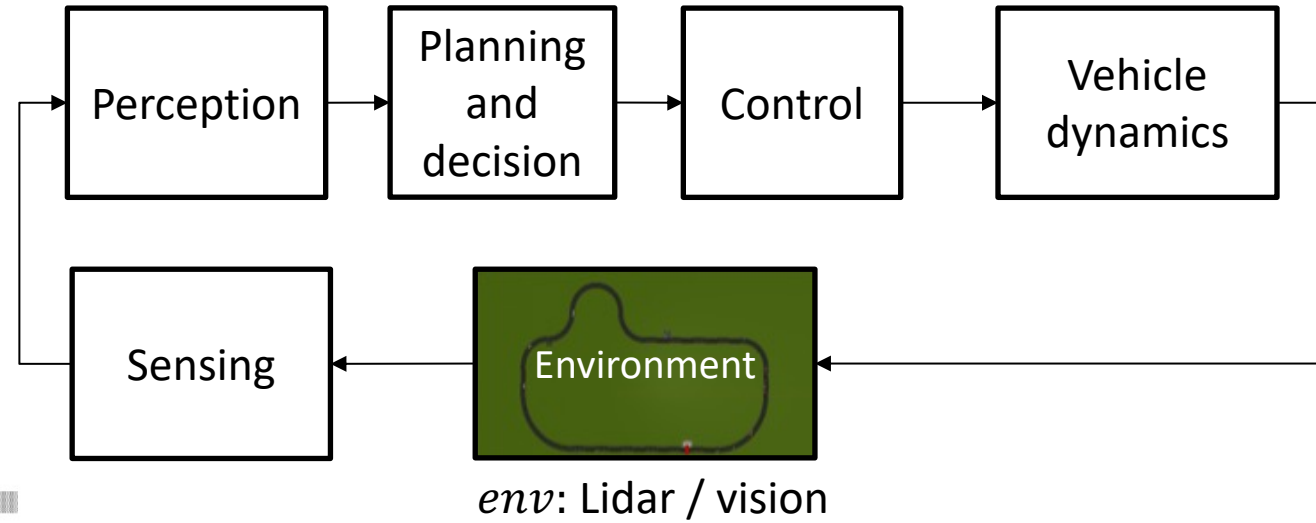 Perception
Planning
and
decision
Control
Vehicle
dynamics
Sensing
Environment
env: Lidar / vision